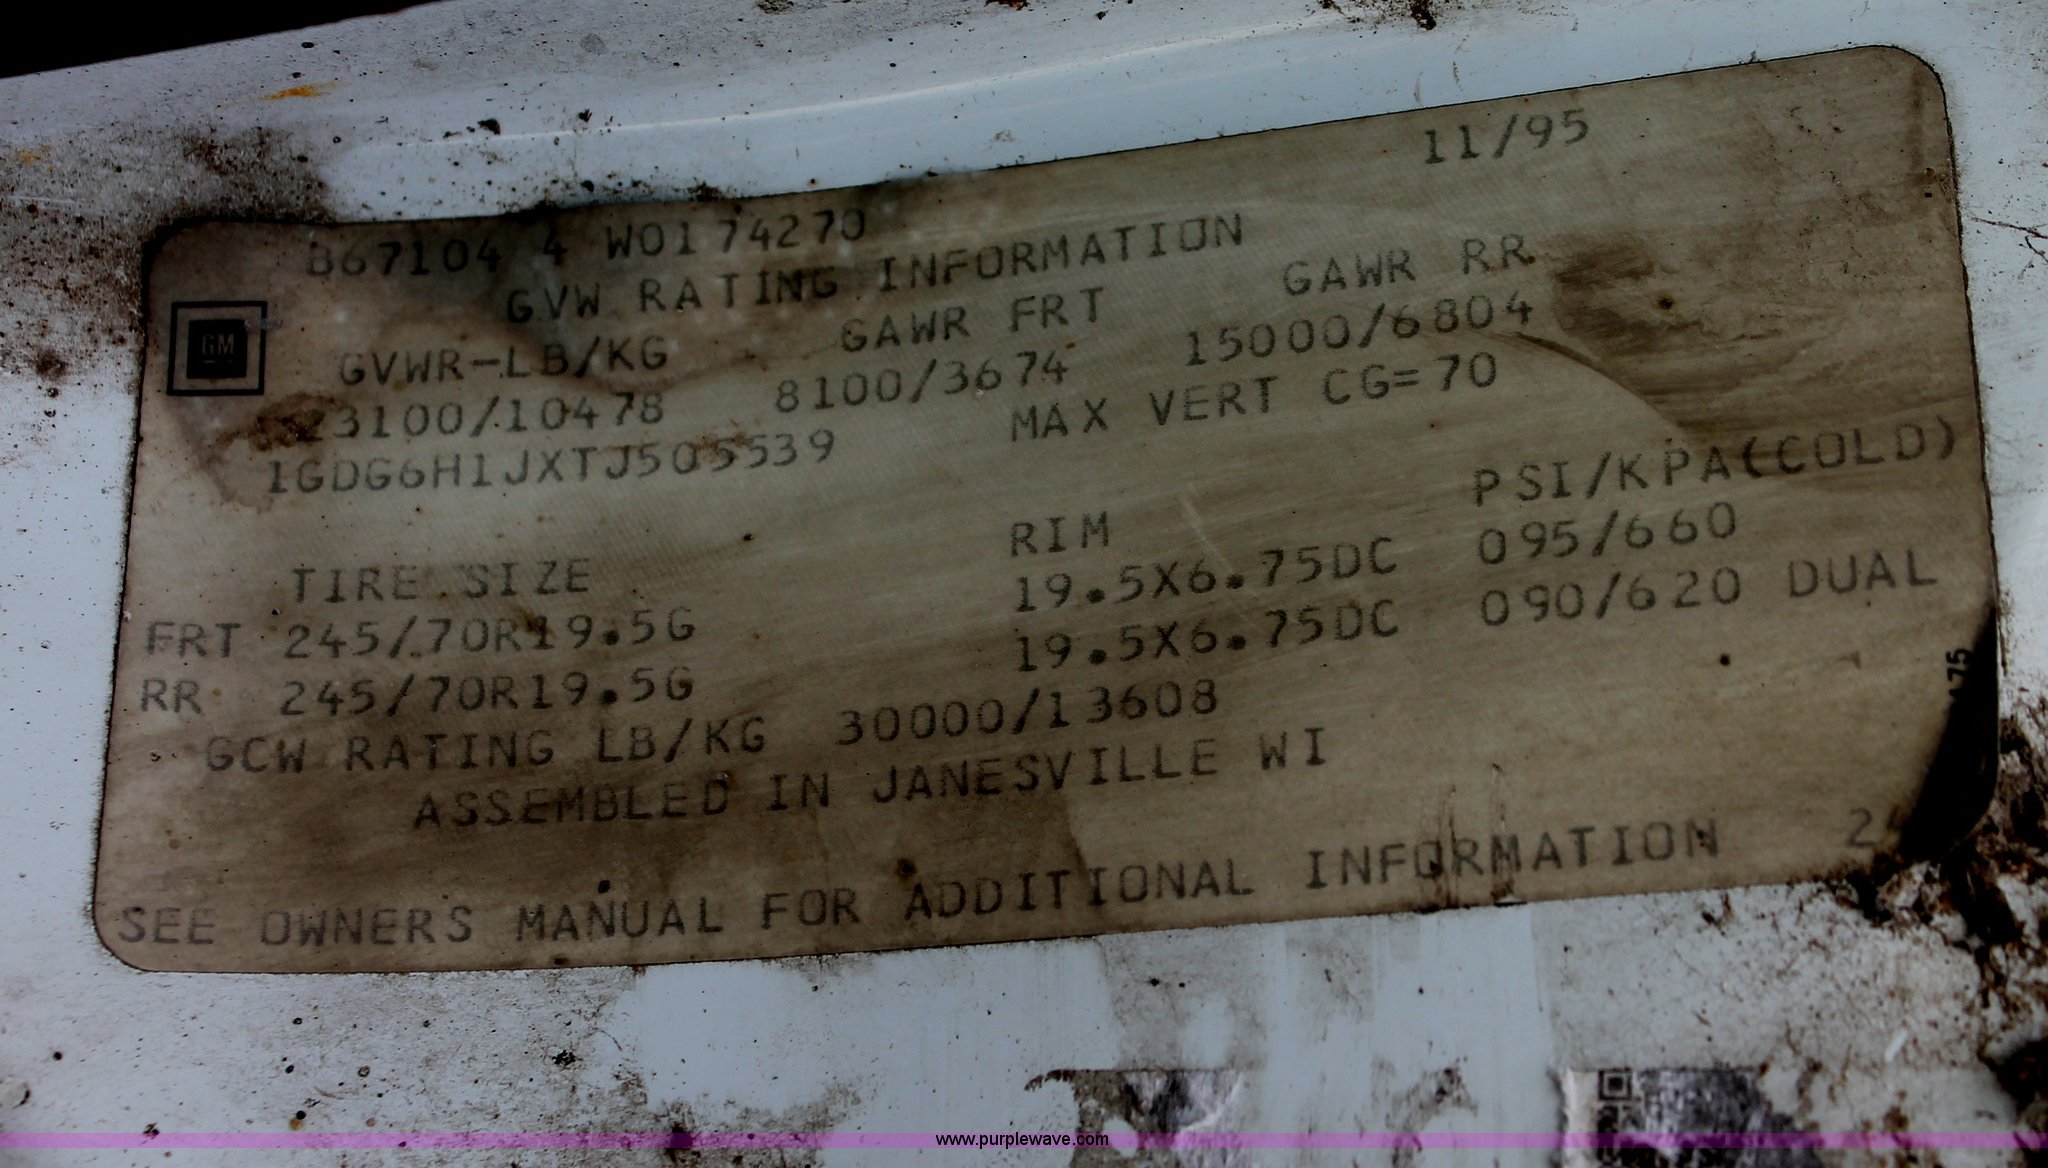 11/95
B67104 4 W0174270
GVW RATING INFORMATION
GM
GVWR-LB/KG GAWR FRT GAWR RR
23100/10478 8100/3674 15000/6804
1GDG6H1JXTJ505539 MAX VERT CG=70
TIRE SIZE RIM PSI/KPA(COLD)
FRT 245/70R19.5G 19.5X6.75DC 095/660
RR 245/70R19.5G 19.5X6.75DC 090/620 DUAL
GCW RATING LB/KG 30000/13608
ASSEMBLED IN JANESVILLE WI
SEE OWNERS MANUAL FOR ADDITIONAL INFORMATION
www.purplewave.com